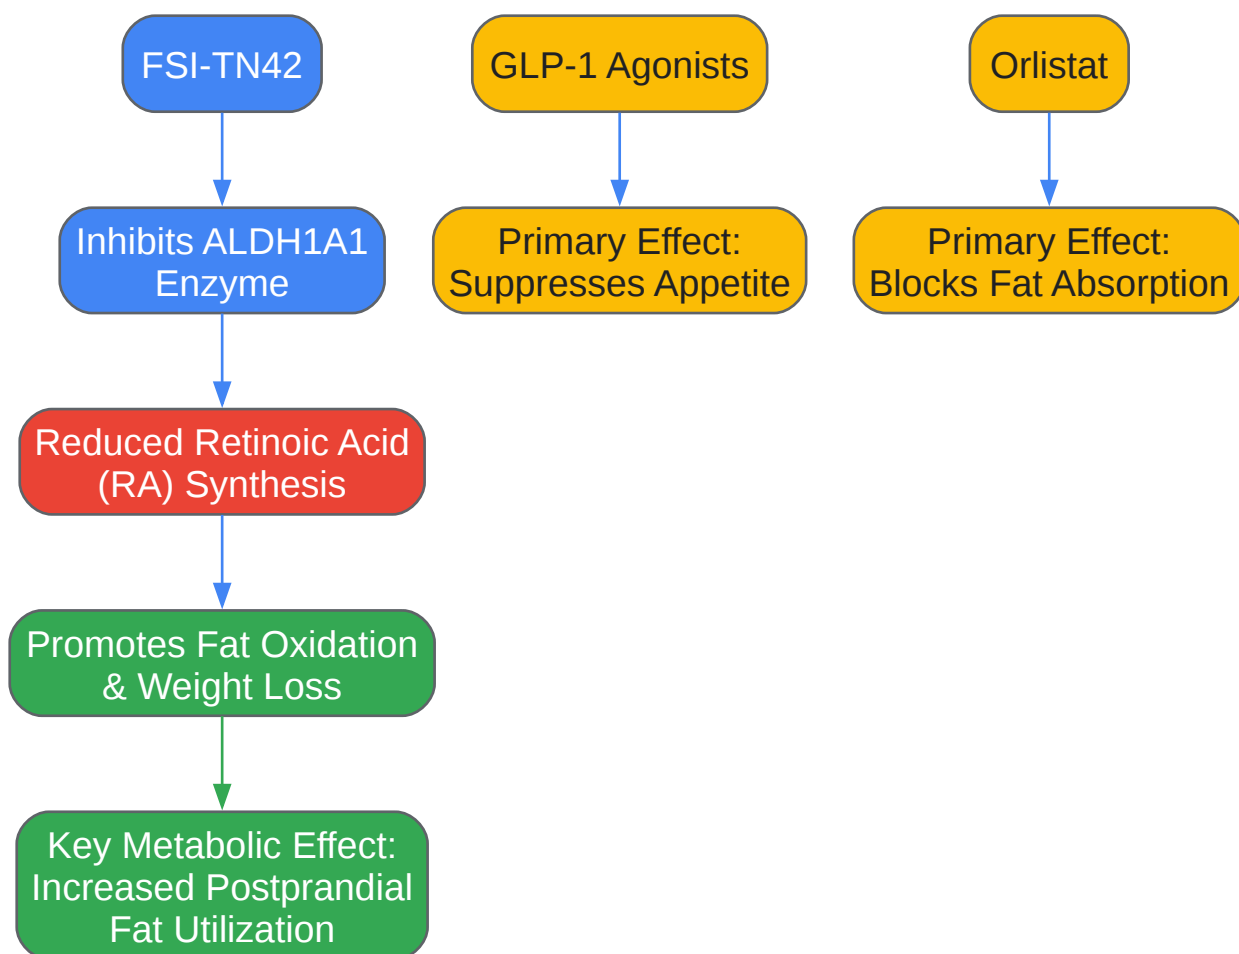 FSI-TN42
GLP-1 Agonists
Orlistat
Inhibits ALDH1A1
Enzyme
Primary Effect:
Suppresses Appetite
Primary Effect:
Blocks Fat Absorption
Reduced Retinoic Acid
(RA) Synthesis
Promotes Fat Oxidation
& Weight Loss
Key Metabolic Effect:
Increased Postprandial
Fat Utilization